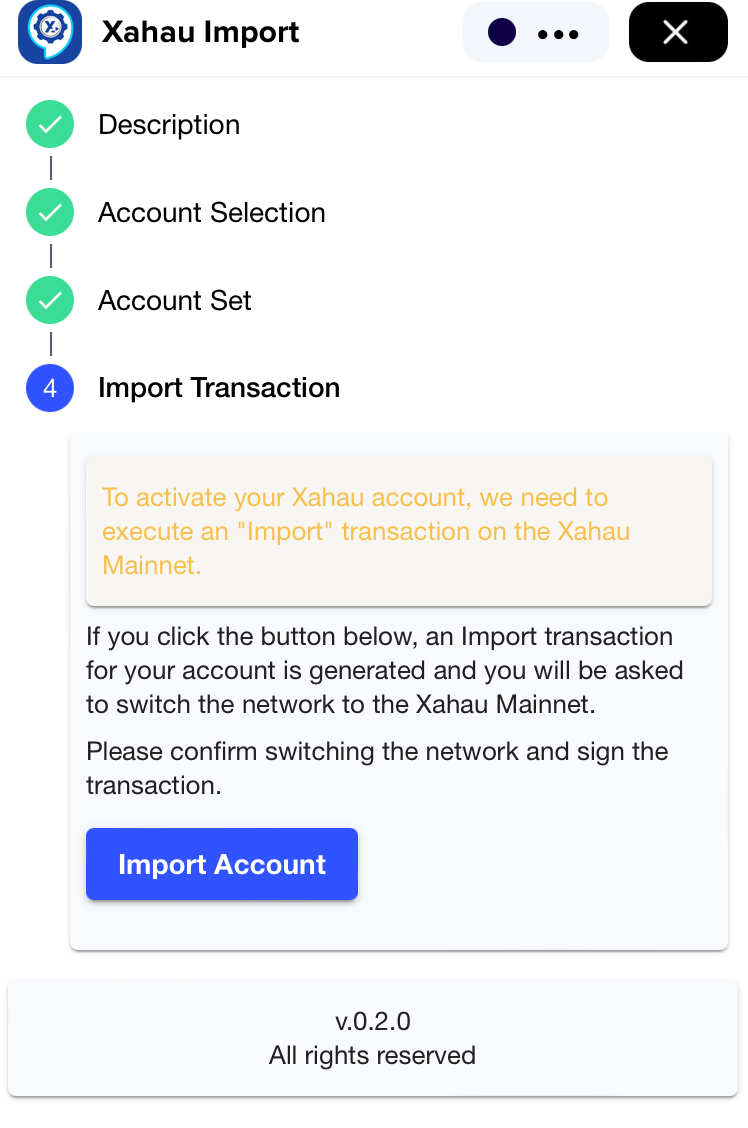 Xahau Import
Description
Account Selection
Account Set
4 Import Transaction
To activate your Xahau account, we need to
execute an "Import" transaction on the Xahau
Mainnet.
If you click the button below, an Import transaction
for your account is generated and you will be asked
to switch the network to the Xahau Mainnet.
Please confirm switching the network and sign the
transaction.
Import Account
v.0.2.0
All rights reserved